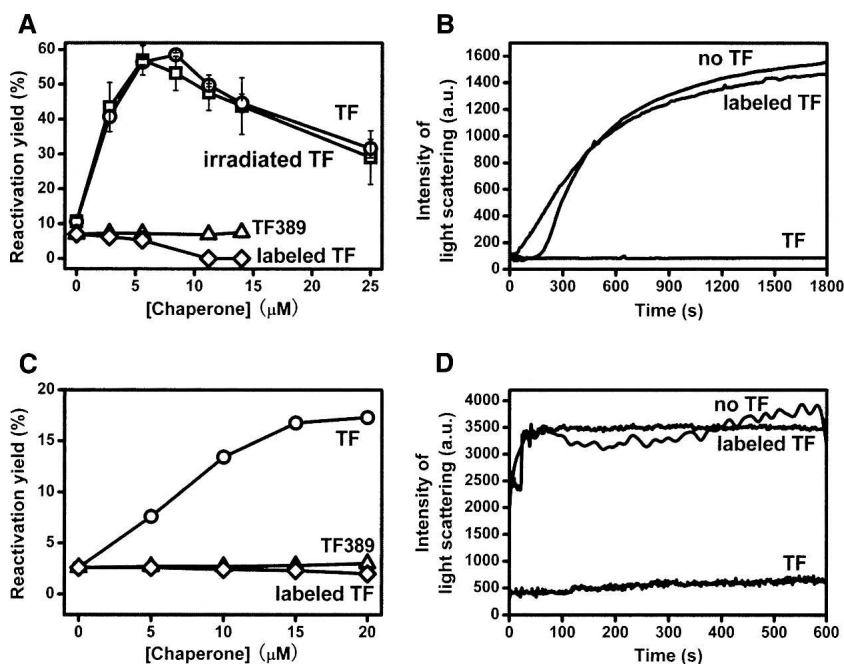 A
Reactivation yield (%)
60
50
40
30
20
10
0
TF
irradiated TF
TF389
labeled TF
0 5 10 15 20 25
[Chaperone] (μM)
B
Intensity of
light scattering (a.u.)
1600
1400
1200
1000
800
600
400
200
0
no TF
labeled TF
TF
0 300 600 900 1200 1500 1800
Time (s)
C
Reactivation yield (%)
20
15
10
5
0
TF
TF389
labeled TF
0 5 10 15 20
[Chaperone] (μM)
D
Intensity of
light scattering (a.u.)
4000
3500
3000
2500
2000
1500
1000
500
0
no TF
labeled TF
TF
0 100 200 300 400 500 600
Time (s)